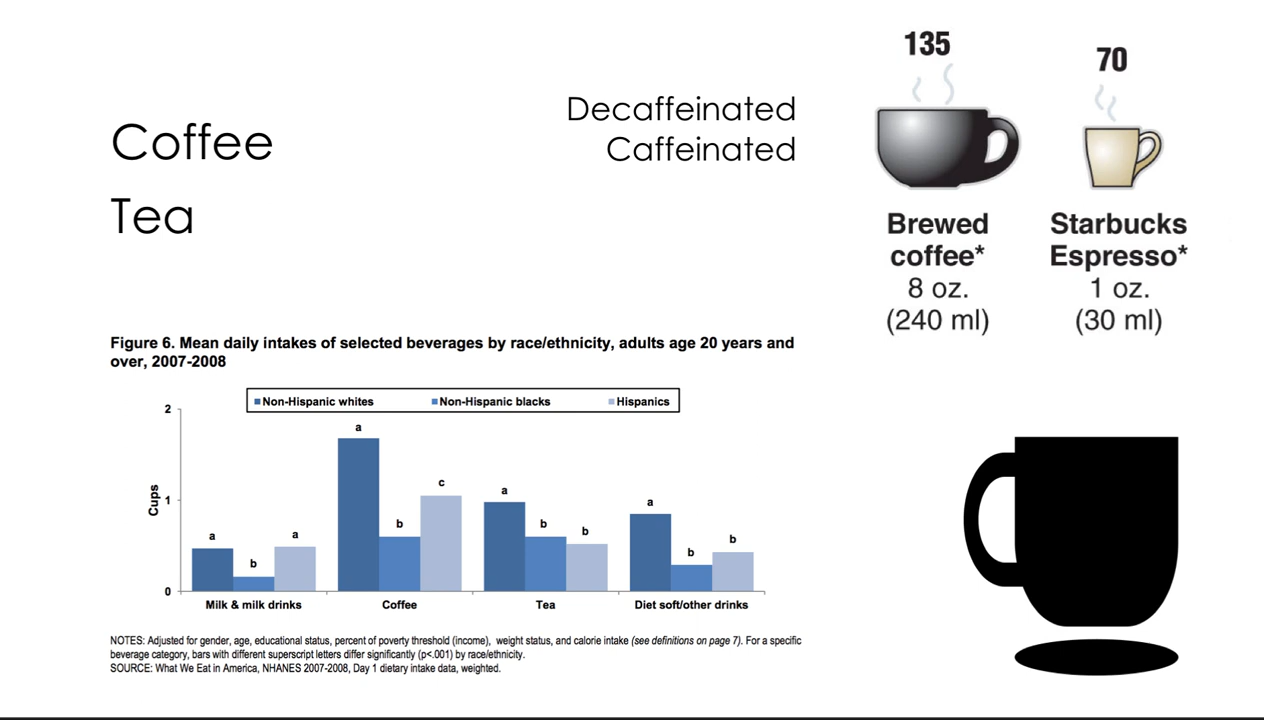 Coffee
Tea
Decaffeinated
Caffeinated
135
Brewed
coffee*
8 oz.
(240 ml)
70
Starbucks
Espresso*
1 oz.
(30 ml)
Figure 6. Mean daily intakes of selected beverages by race/ethnicity, adults age 20 years and
over, 2007-2008
Non-Hispanic whites
Non-Hispanic blacks
Hispanics
Cups
2
1
0
a
b
a
a
b
c
a
b
b
a
b
b
Milk & milk drinks
Coffee
Tea
Diet soft/other drinks
NOTES: Adjusted for gender, age, educational status, percent of poverty threshold (income), weight status, and calorie intake (see definitions on page 7). For a specific
beverage category, bars with different superscript letters differ significantly (p<.001) by race/ethnicity.
SOURCE: What We Eat in America, NHANES 2007-2008, Day 1 dietary intake data, weighted.